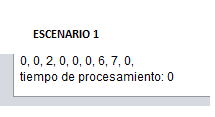 ESCENARIO 1
0, 0, 2, 0, 0, 0, 6, 7, 0,
tiempo de procesamiento: 0